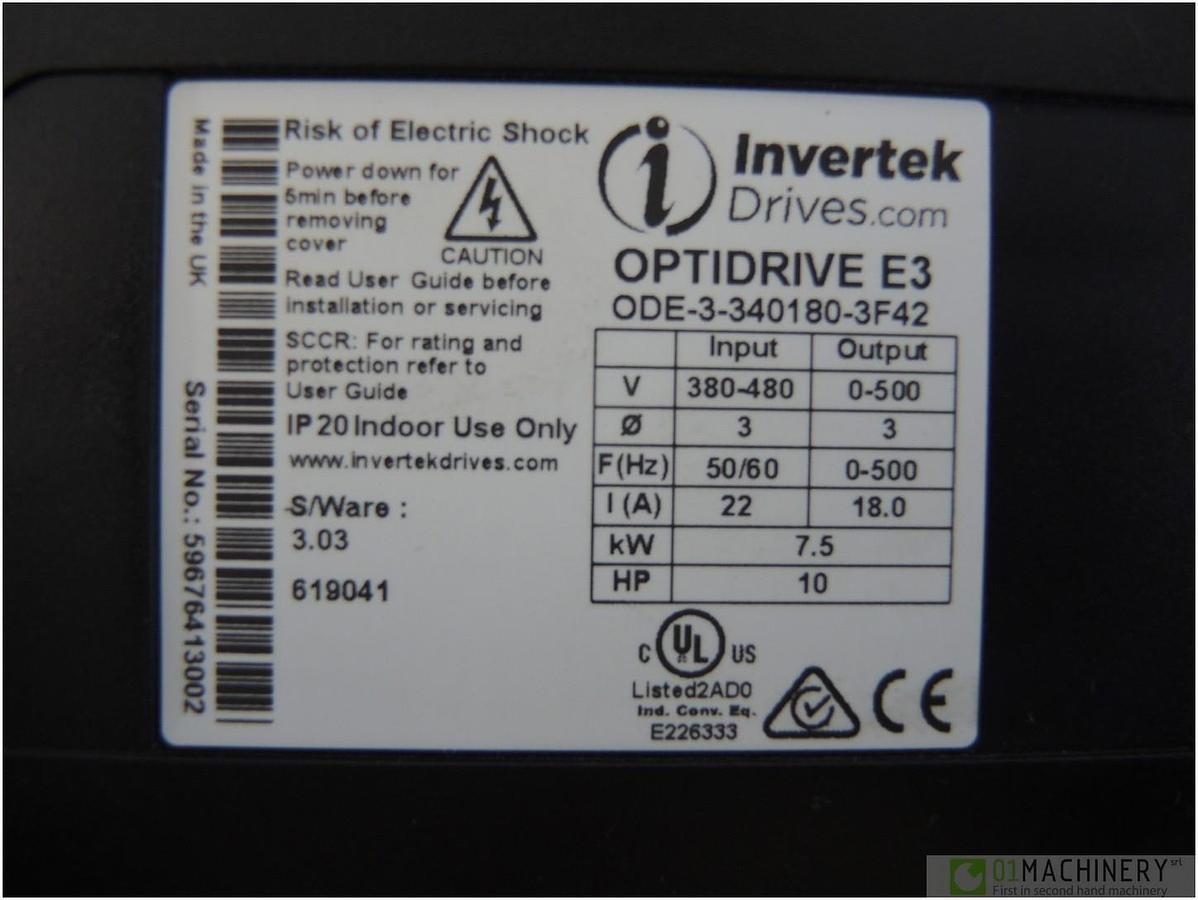 Made in the UK
Serial No.: 59676413002
Risk of Electric Shock
Power down for
5min before
removing
cover
CAUTION
Read User Guide before
installation or servicing
SCCR: For rating and
protection refer to
User Guide
IP20 Indoor Use Only
www.invertekdrives.com
S/Ware :
3.03
619041
i Invertek
Drives.com
OPTIDRIVE E3
ODE-3-340180-3F42
Input Output
V 380-480 0-500
Ø 3 3
F(Hz) 50/60 0-500
I (A) 22 18.0
kW 7.5
HP 10
C UL US
Listed2AD0
Ind. Conv. Eq.
E226333
CE
01MACHINERY srl
First in second hand machinery